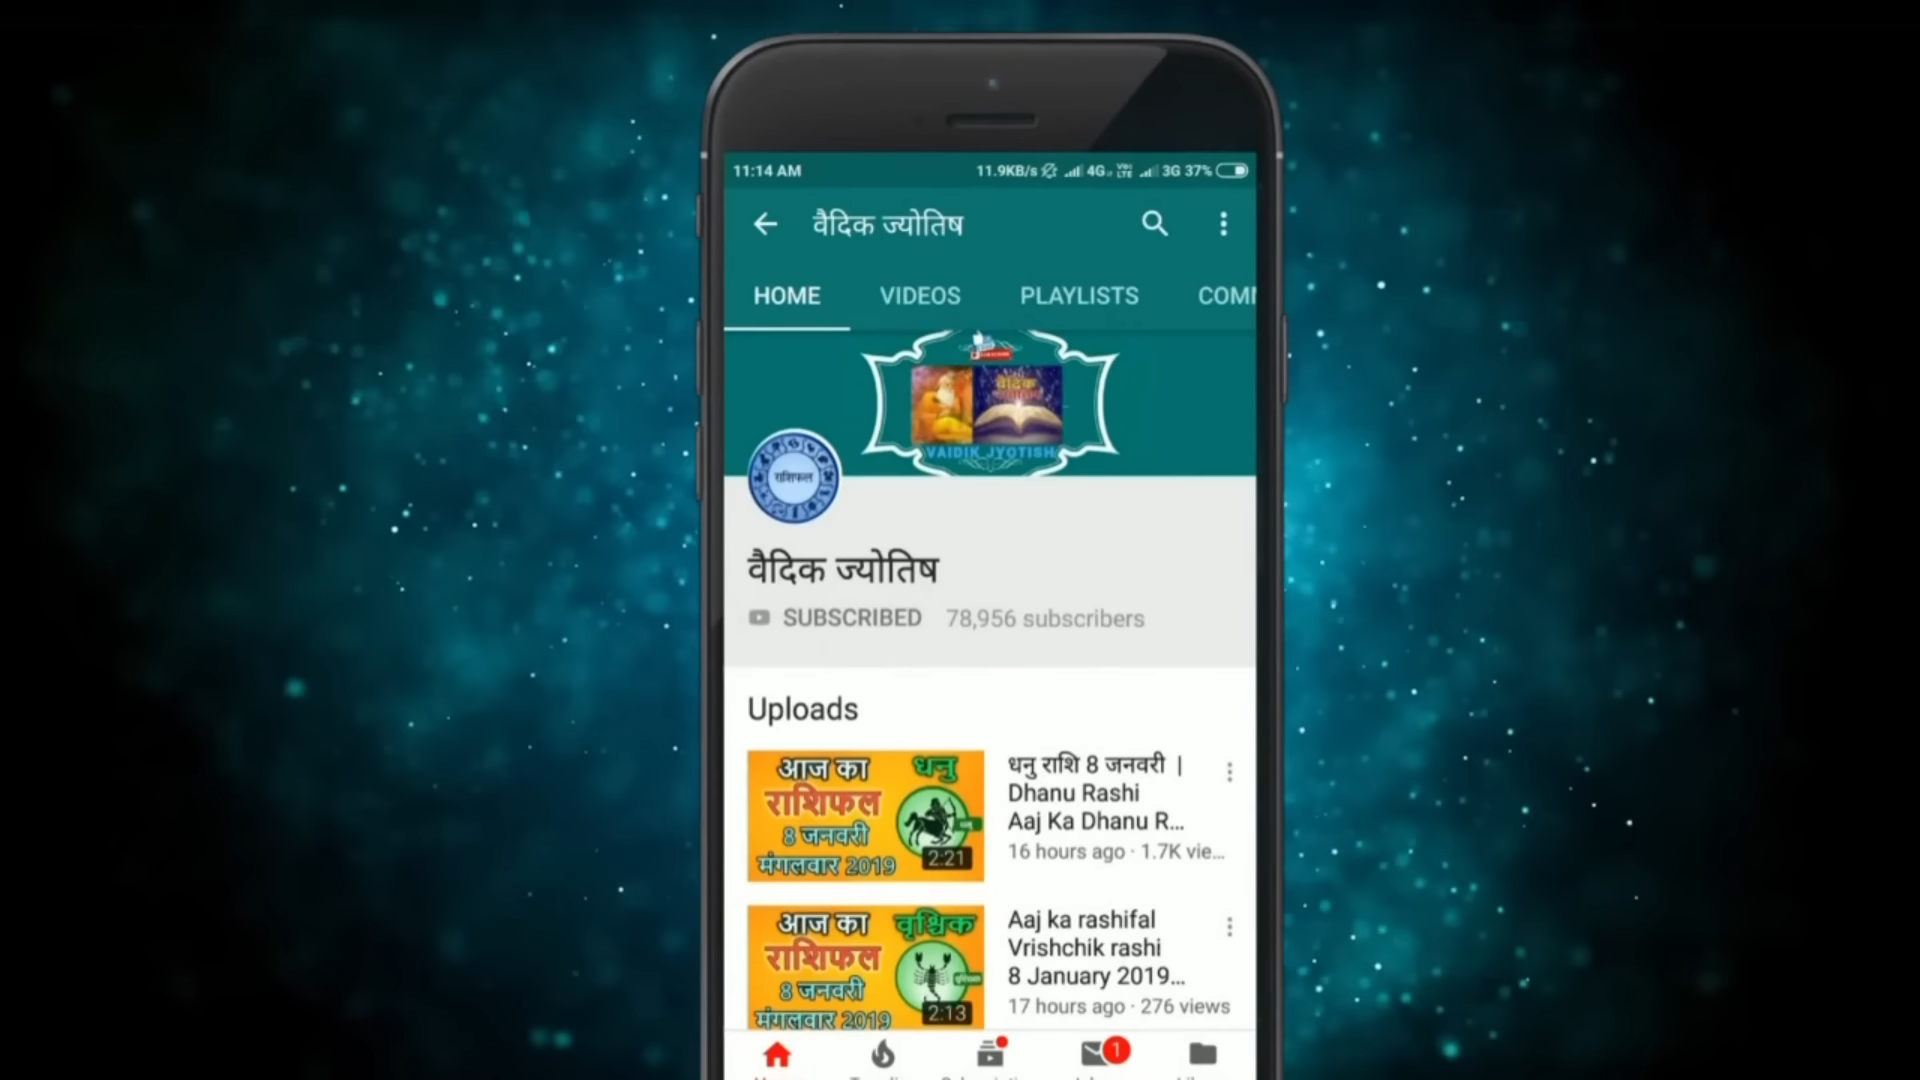 11:14 AM
11.9KB/s 4G 3G 37%
वैदिक ज्योतिष
HOME VIDEOS PLAYLISTS COMM
वैदिक
VAIDIK JYOTISH
राशिफल
वैदिक ज्योतिष
SUBSCRIBED 78,956 subscribers
Uploads
आज का धनु
राशिफल
8 जनवरी
मंगलवार 2019
2:21
धनु राशि 8 जनवरी |
Dhanu Rashi
Aaj Ka Dhanu R...
16 hours ago · 1.7K vie...
आज का वृश्चिक
राशिफल
8 जनवरी
मंगलवार 2019
2:13
Aaj ka rashifal
Vrishchik rashi
8 January 2019...
17 hours ago · 276 views
1